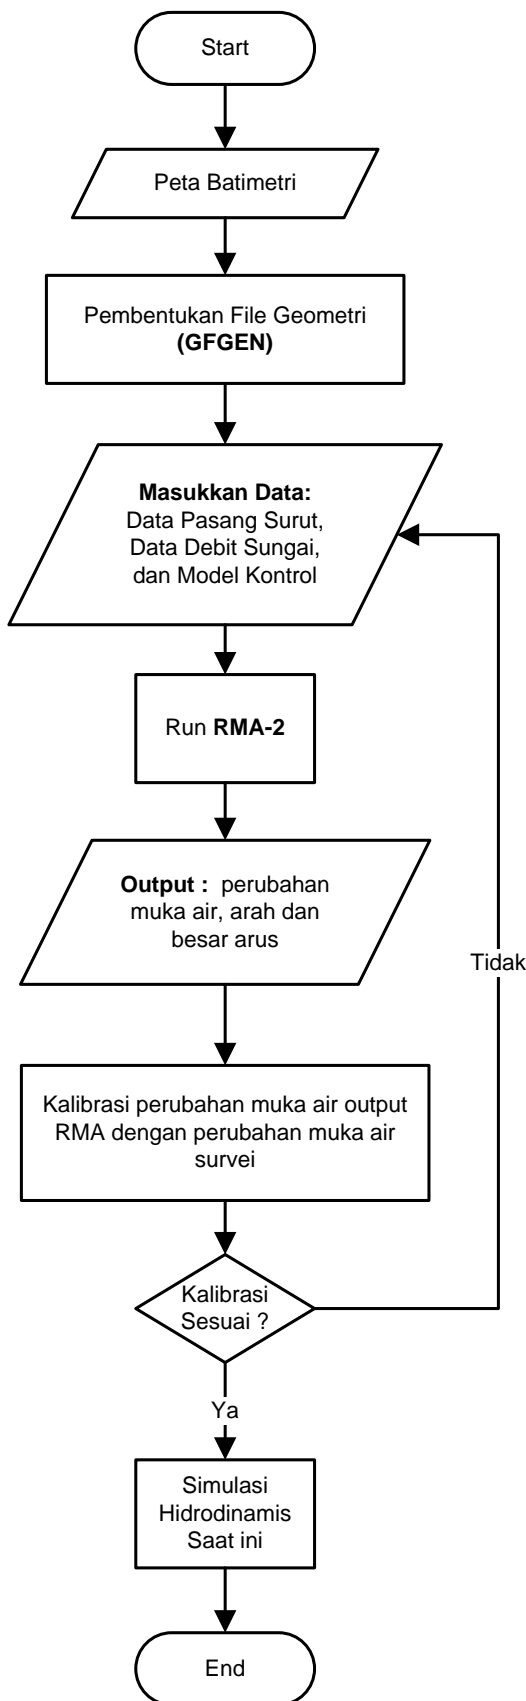 Start
Peta Batimetri
Pembentukan File Geometri
(GFGEN)
Masukkan Data:
Data Pasang Surut,
Data Debit Sungai,
dan Model Kontrol
Run RMA-2
Output : perubahan
muka air, arah dan
besar arus
Tidak
Kalibrasi perubahan muka air output
RMA dengan perubahan muka air
survei
Kalibrasi
Sesuai ?
Ya
Simulasi
Hidrodinamis
Saat ini
End